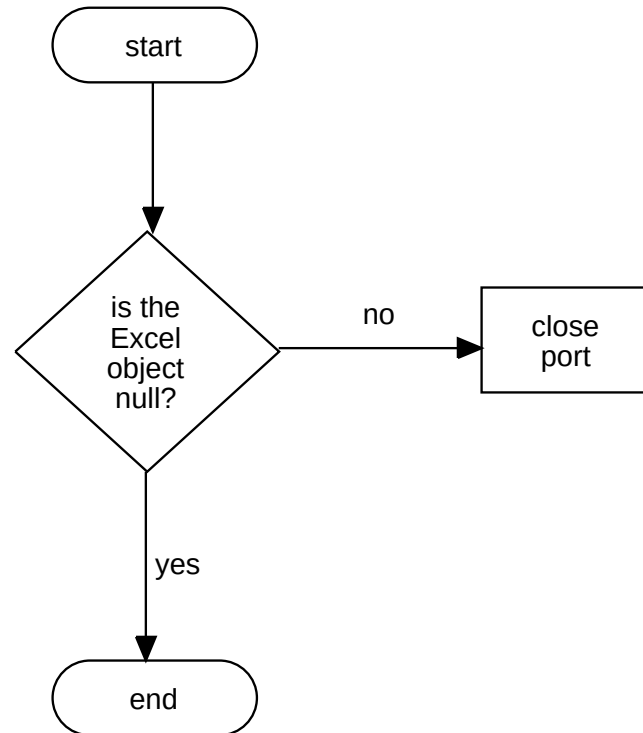 start
is the
Excel
object
null?
no
close
port
yes
end